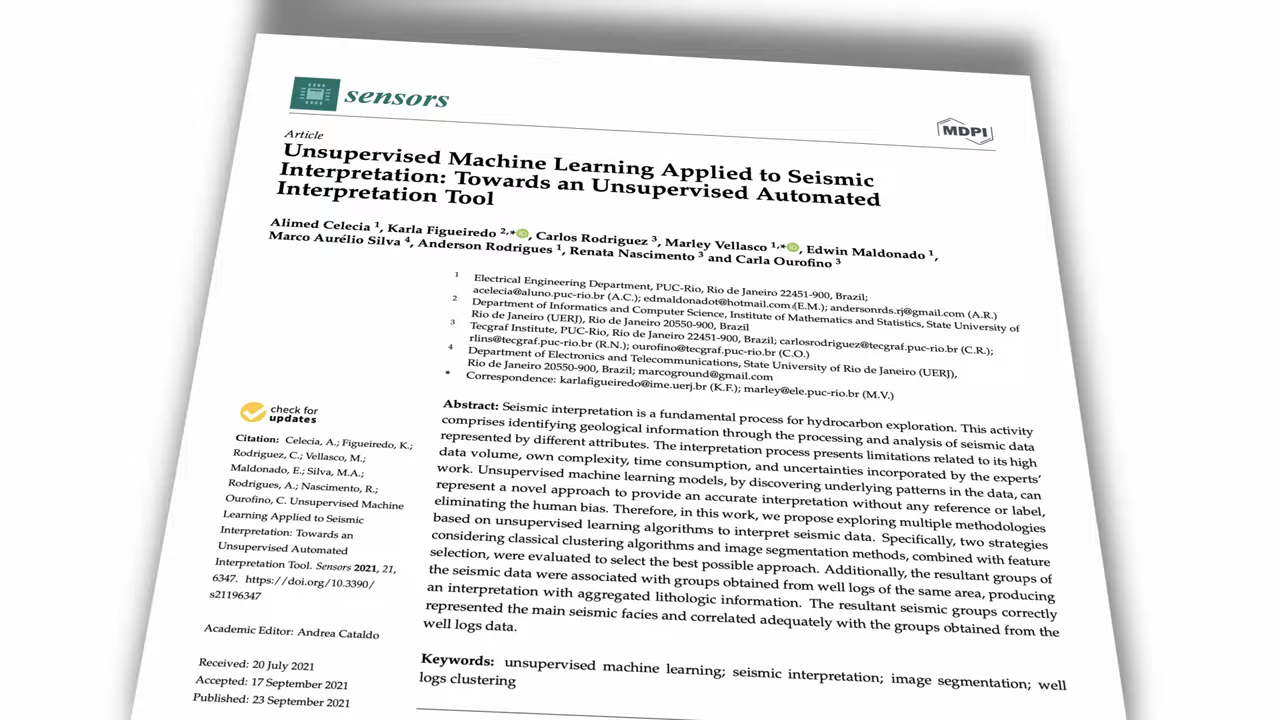 sensors
MDPI
Article
Unsupervised Machine Learning Applied to Seismic
Interpretation: Towards an Unsupervised Automated
Interpretation Tool
Alimed Celecia 1, Karla Figueiredo 2,*, Carlos Rodriguez 3, Marley Vellasco 1,*, Edwin Maldonado 1,
Marco Aurélio Silva 4, Anderson Rodrigues 1, Renata Nascimento 3 and Carla Ourofino 3
1 Electrical Engineering Department, PUC-Rio, Rio de Janeiro 22451-900, Brazil;
acelecia@aluno.puc-rio.br (A.C.); edmaldonadot@hotmail.com (E.M.); andersonrds.rj@gmail.com (A.R.)
2 Department of Informatics and Computer Science, Institute of Mathematics and Statistics, State University of
Rio de Janeiro (UERJ), Rio de Janeiro 20550-900, Brazil
3 Tecgraf Institute, PUC-Rio, Rio de Janeiro 22451-900, Brazil; carlosrodriguez@tecgraf.puc-rio.br (C.R.);
rlins@tecgraf.puc-rio.br (R.N.); ourofino@tecgraf.puc-rio.br (C.O.)
4 Department of Electronics and Telecommunications, State University of Rio de Janeiro (UERJ),
Rio de Janeiro 20550-900, Brazil; marcoground@gmail.com
* Correspondence: karlafigueiredo@ime.uerj.br (K.F.); marley@ele.puc-rio.br (M.V.)
Abstract: Seismic interpretation is a fundamental process for hydrocarbon exploration. This activity
comprises identifying geological information through the processing and analysis of seismic data
represented by different attributes. The interpretation process presents limitations related to its high
data volume, own complexity, time consumption, and uncertainties incorporated by the experts'
work. Unsupervised machine learning models, by discovering underlying patterns in the data, can
represent a novel approach to provide an accurate interpretation without any reference or label,
eliminating the human bias. Therefore, in this work, we propose exploring multiple methodologies
based on unsupervised learning algorithms to interpret seismic data. Specifically, two strategies
considering classical clustering algorithms and image segmentation methods, combined with feature
selection, were evaluated to select the best possible approach. Additionally, the resultant groups of
the seismic data were associated with groups obtained from well logs of the same area, producing
an interpretation with aggregated lithologic information. The resultant seismic groups correctly
represented the main seismic facies and correlated adequately with the groups obtained from the
well logs data.
Keywords: unsupervised machine learning; seismic interpretation; image segmentation; well
logs clustering
check for
updates
Citation: Celecia, A.; Figueiredo, K.;
Rodriguez, C.; Vellasco, M.;
Maldonado, E.; Silva, M.A.;
Rodrigues, A.; Nascimento, R.;
Ourofino, C. Unsupervised Machine
Learning Applied to Seismic
Interpretation: Towards an
Unsupervised Automated
Interpretation Tool. Sensors 2021, 21,
6347. https://doi.org/10.3390/
s21196347
Academic Editor: Andrea Cataldo
Received: 20 July 2021
Accepted: 17 September 2021
Published: 23 September 2021